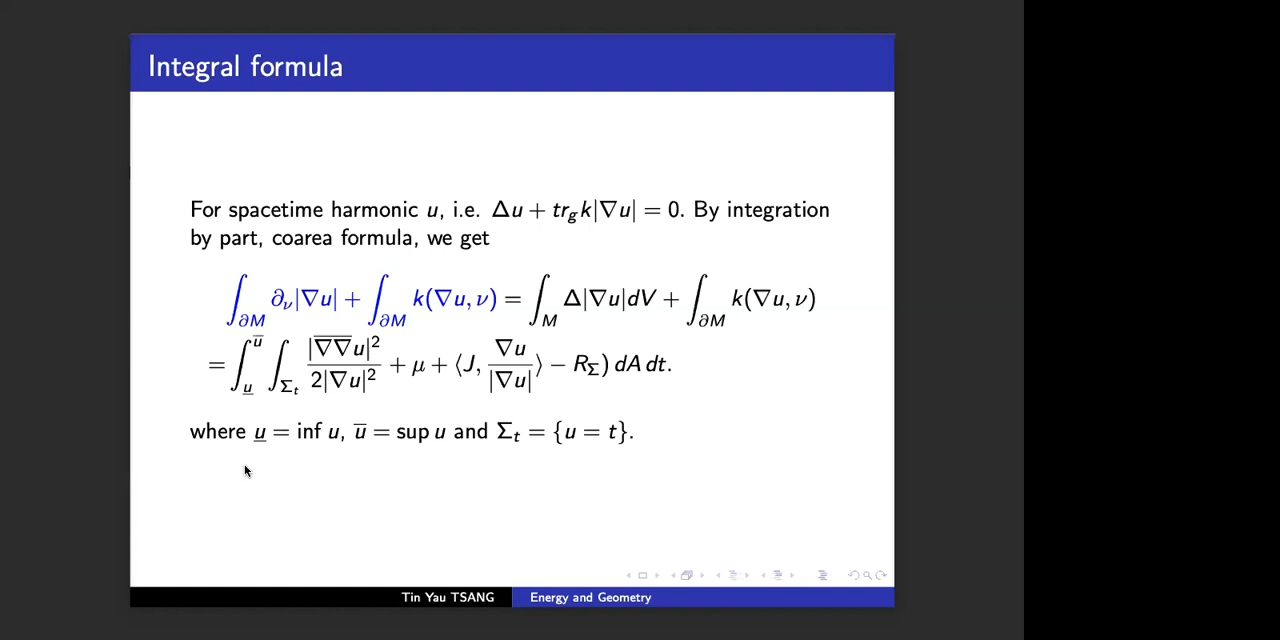 Integral formula
For spacetime harmonic u, i.e. Δu + tr_g k|∇u| = 0. By integration
by part, coarea formula, we get
∫_{∂M} ∂_ν|∇u| + ∫_{∂M} k(∇u, ν) = ∫_M Δ|∇u|dV + ∫_{∂M} k(∇u, ν)
= ∫_{u̲}^{u̅} ∫_{Σ_t} |∇̅∇̅u|²/2|∇u|² + μ + ⟨J, ∇u/|∇u|⟩ − R_Σ) dA dt.
where u̲ = inf u, u̅ = sup u and Σ_t = {u = t}.
Tin Yau TSANG Energy and Geometry